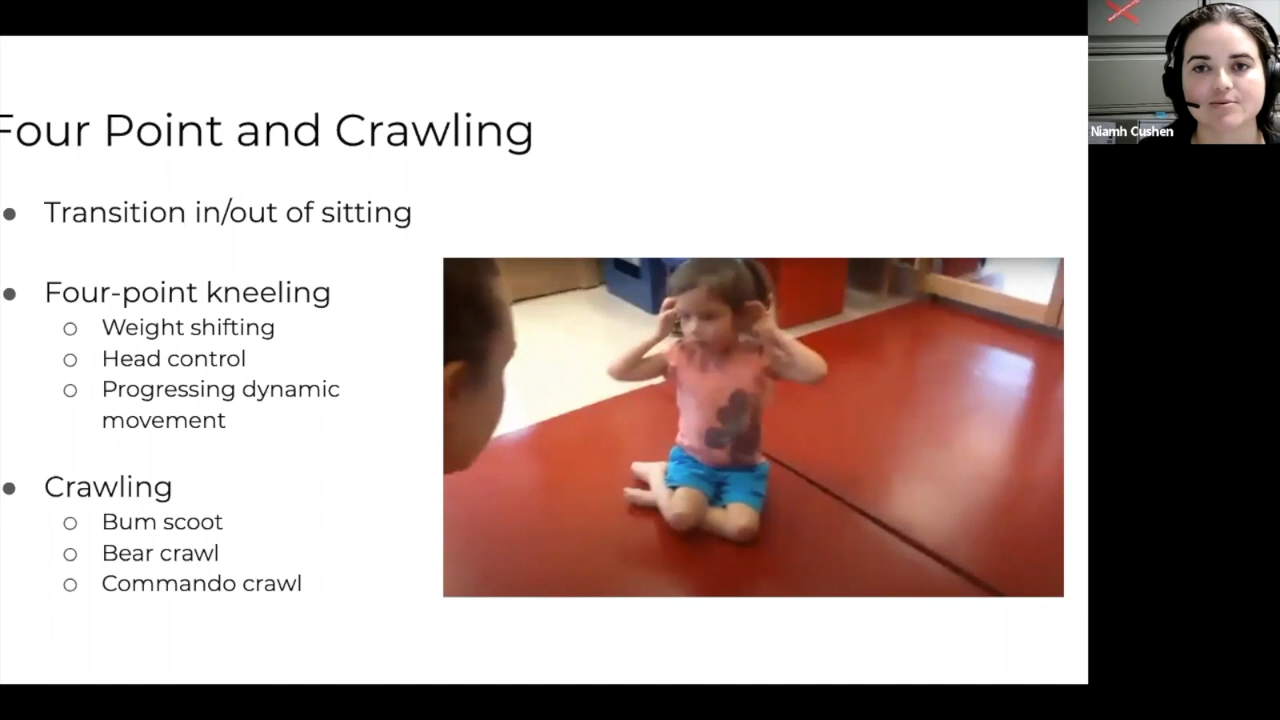 Four Point and Crawling
● Transition in/out of sitting
● Four-point kneeling
○ Weight shifting
○ Head control
○ Progressing dynamic
movement
● Crawling
○ Bum scoot
○ Bear crawl
○ Commando crawl
Niamh Cushen